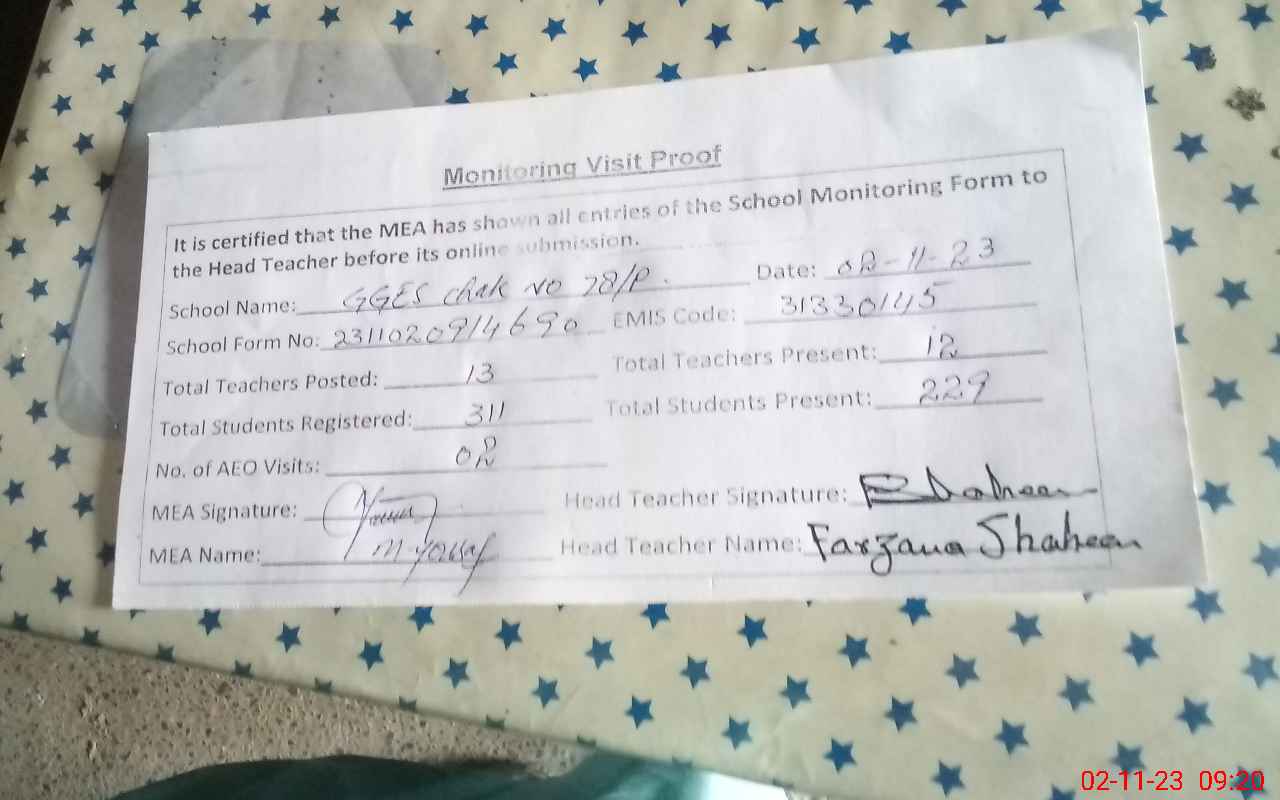 Monitoring Visit Proof
It is certified that the MEA has shown all entries of the School Monitoring Form to
the Head Teacher before its online submission.
School Name: GGES Chak No 28/P. Date: 02-11-23
School Form No: 2311020914690 EMIS Code: 31330145
Total Teachers Posted: 13 Total Teachers Present: 12
Total Students Registered: 311 Total Students Present: 229
No. of AEO Visits: 02
MEA Signature: Head Teacher Signature: Shaheen
MEA Name: M. Yousaf Head Teacher Name: Farzana Shaheen
02-11-23 09:20